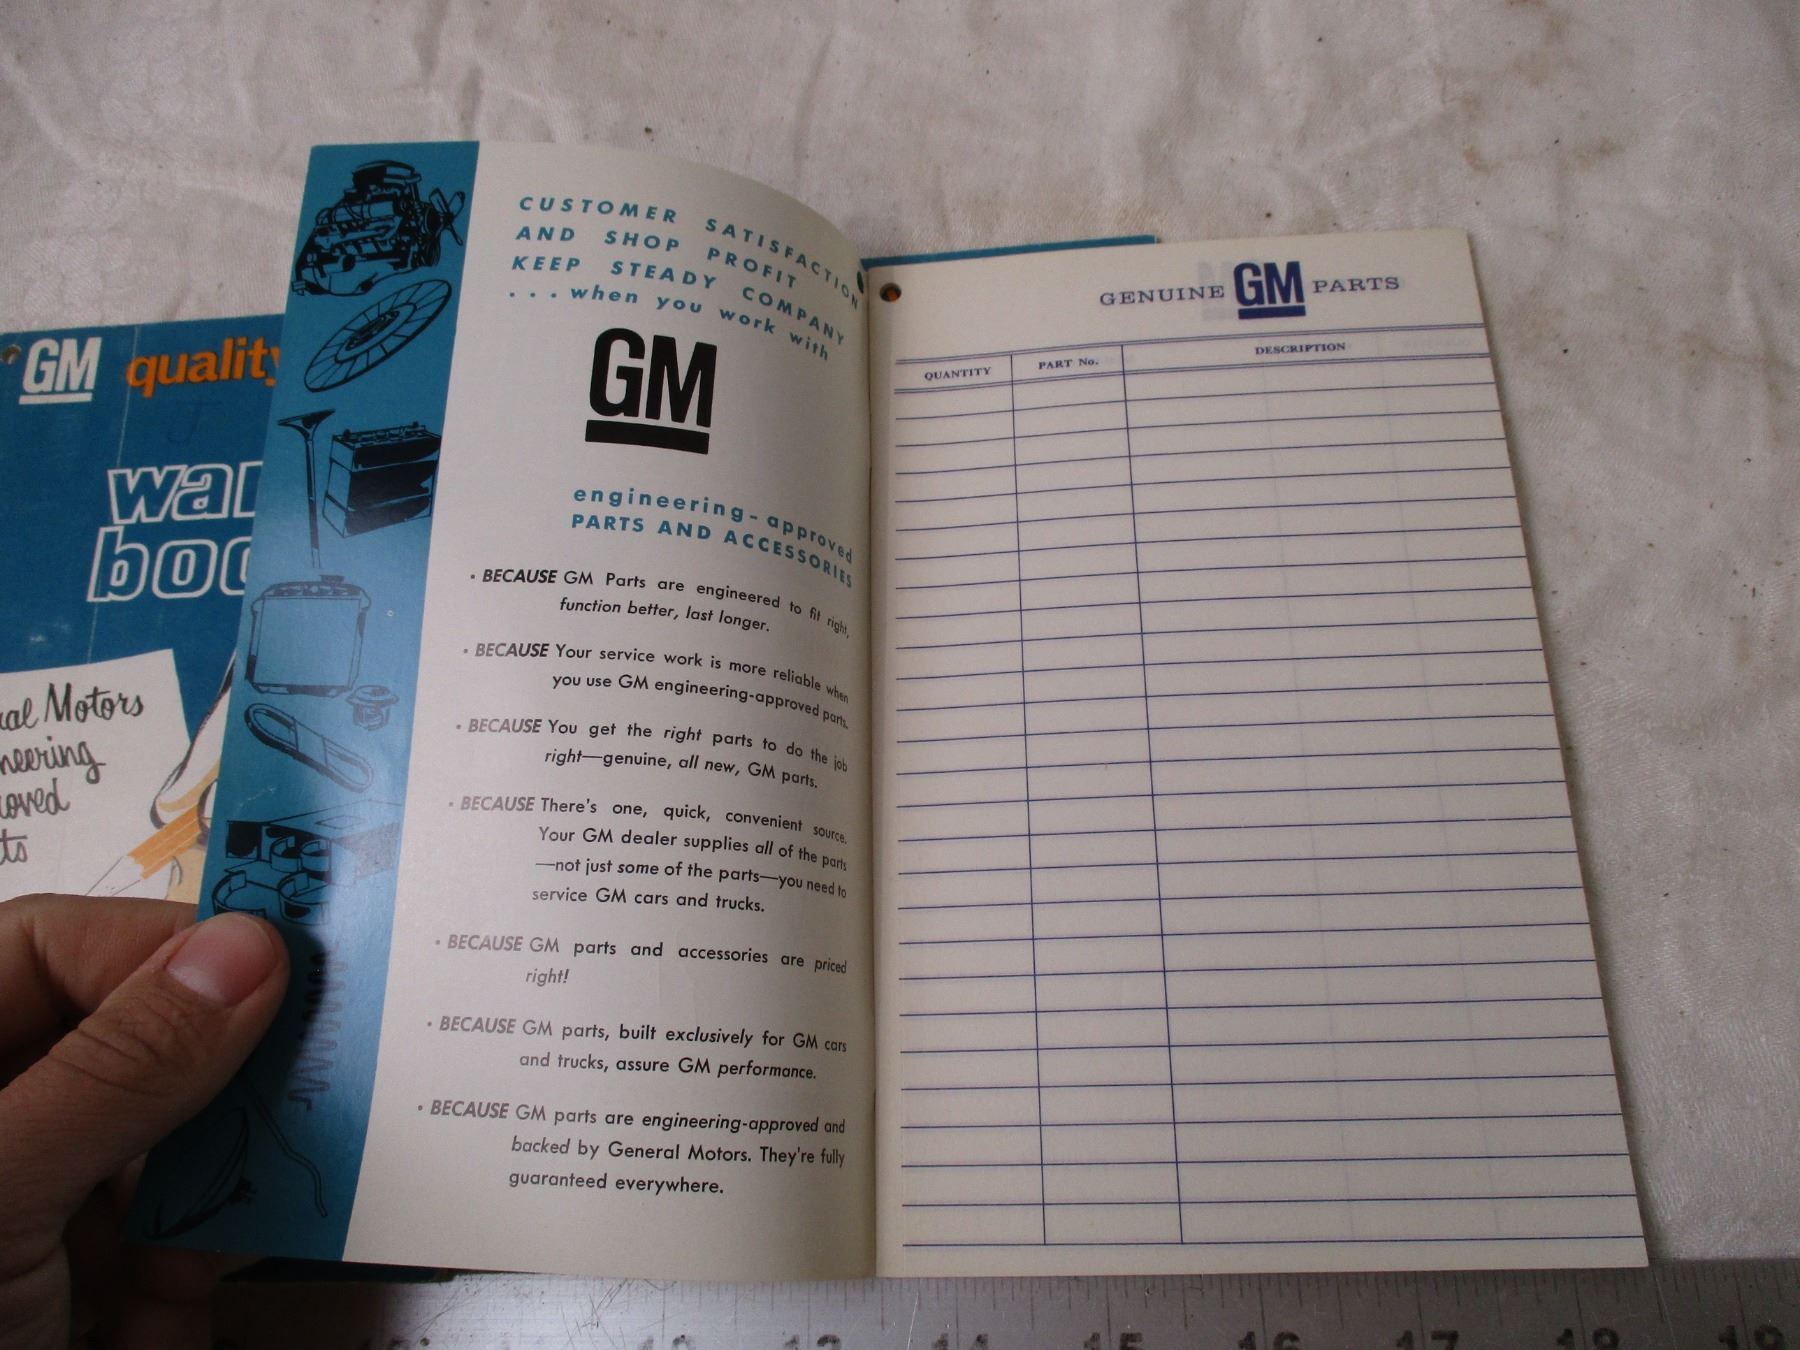 GM quality
J
Motors
CUSTOMER SATISFACTION
AND SHOP PROFIT
KEEP STEADY COMPANY
. . . when you work with
GM
engineering-approved
PARTS AND ACCESSORIES
· BECAUSE GM Parts are engineered to fit right,
function better, last longer.
· BECAUSE Your service work is more reliable when
you use GM engineering-approved parts.
· BECAUSE You get the right parts to do the job
right—genuine, all new, GM parts.
· BECAUSE There's one, quick, convenient source.
Your GM dealer supplies all of the parts
—not just some of the parts—you need to
service GM cars and trucks.
· BECAUSE GM parts and accessories are priced
right!
· BECAUSE GM parts, built exclusively for GM cars
and trucks, assure GM performance.
· BECAUSE GM parts are engineering-approved and
backed by General Motors. They're fully
guaranteed everywhere.
GENUINE GM PARTS
QUANTITY PART No. DESCRIPTION
12 13 14 15 16 17 18 19